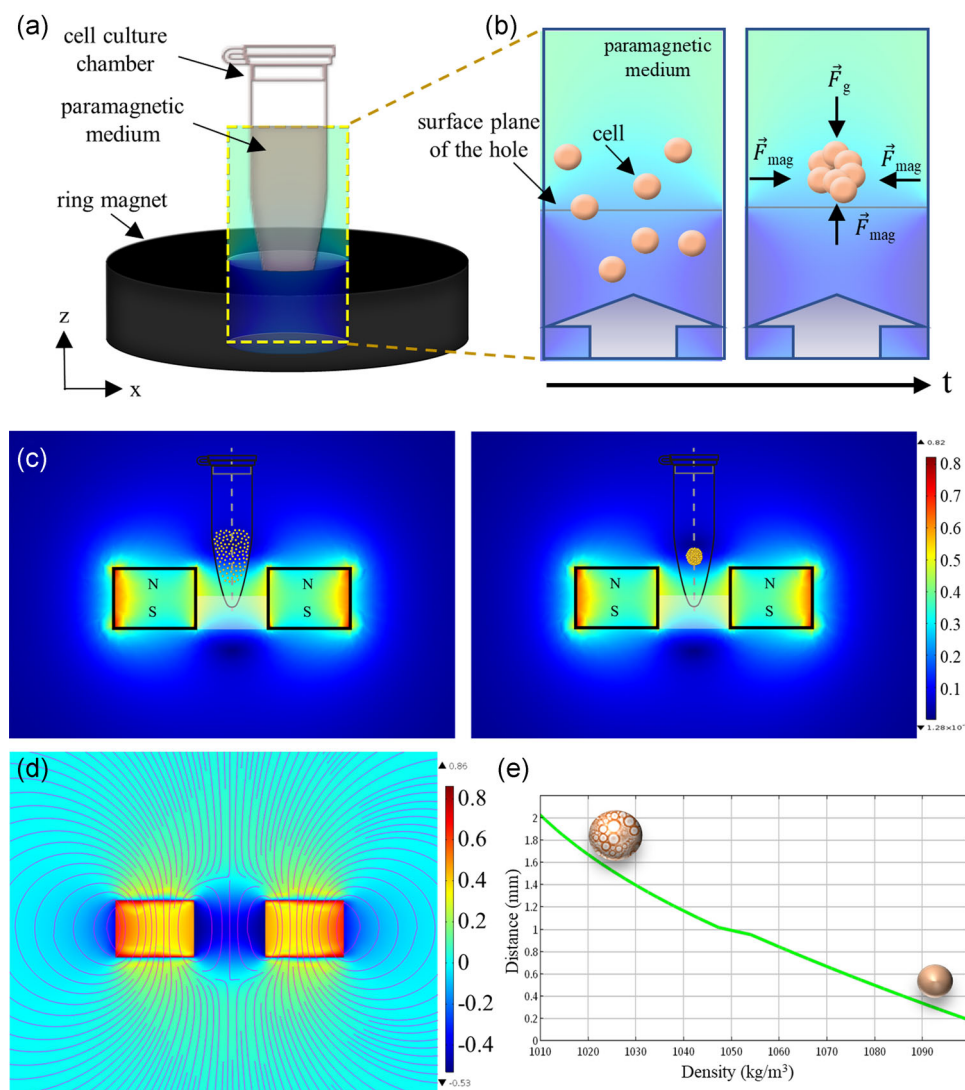 (a)
cell culture
chamber
paramagnetic
medium
ring magnet
z
x
(b)
paramagnetic
medium
surface plane
of the hole
cell
F⃗g
F⃗mag
F⃗mag
F⃗mag
t
(c)
N
S
N
S
N
S
N
S
▲ 0.82
0.8
0.7
0.6
0.5
0.4
0.3
0.2
0.1
(d)
▲ 0.86
0.8
0.6
0.4
0.2
0
-0.2
-0.4
▼ -0.53
(e)
Distance (mm)
2
1.8
1.6
1.4
1.2
1
0.8
0.6
0.4
0.2
0
1010
1020
1030
1040
1050
1060
1070
1080
1090
Density (kg/m³)